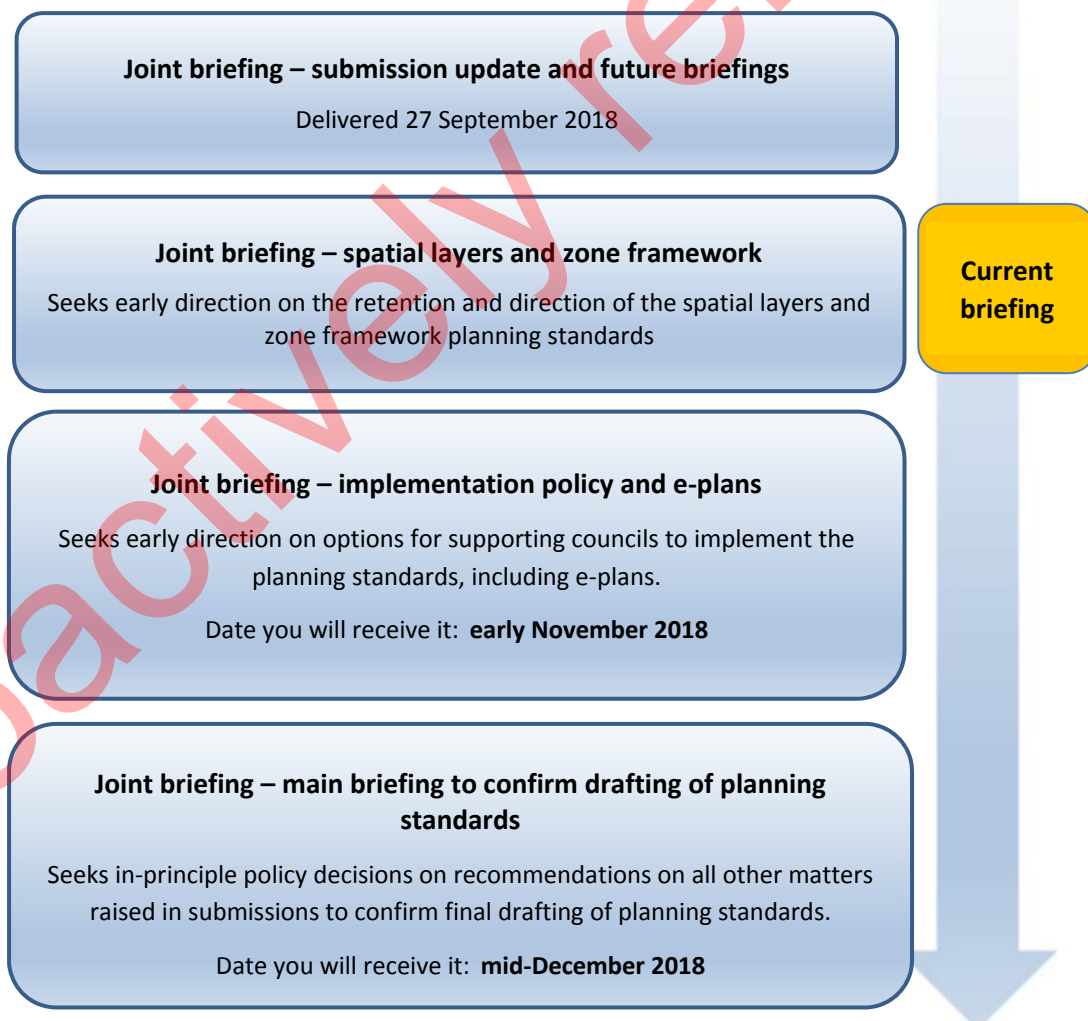 Joint briefing – submission update and future briefings
Delivered 27 September 2018
Joint briefing – spatial layers and zone framework
Seeks early direction on the retention and direction of the spatial layers and
zone framework planning standards
Current
briefing
Joint briefing – implementation policy and e-plans
Seeks early direction on options for supporting councils to implement the
planning standards, including e-plans.
Date you will receive it: early November 2018
Joint briefing – main briefing to confirm drafting of planning
standards
Seeks in-principle policy decisions on recommendations on all other matters
raised in submissions to confirm final drafting of planning standards.
Date you will receive it: mid-December 2018